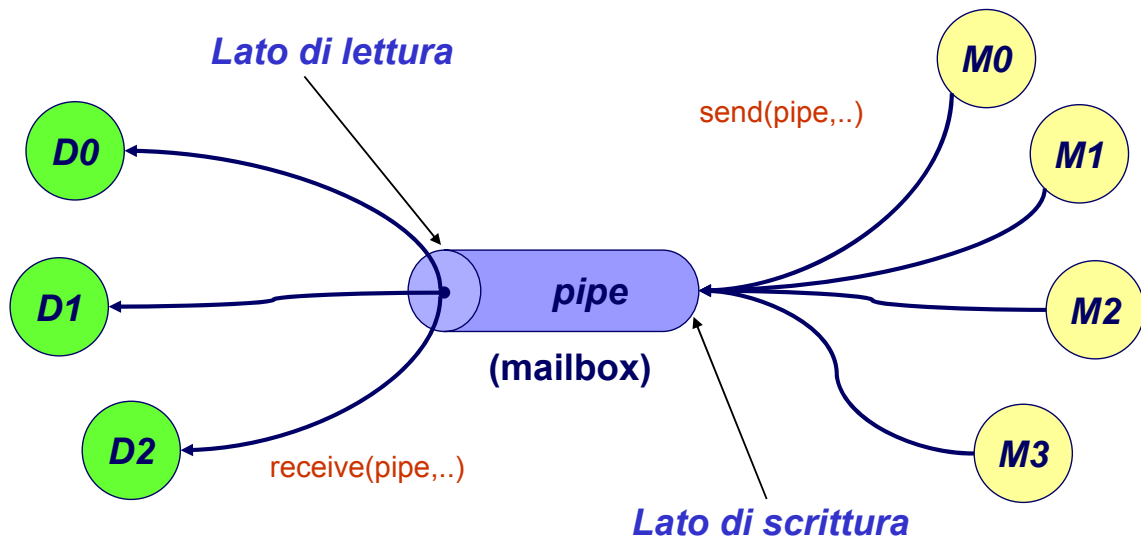 Lato di lettura
M0
send(pipe,..)
D0
M1
pipe
D1
M2
(mailbox)
D2
receive(pipe,..)
M3
Lato di scrittura